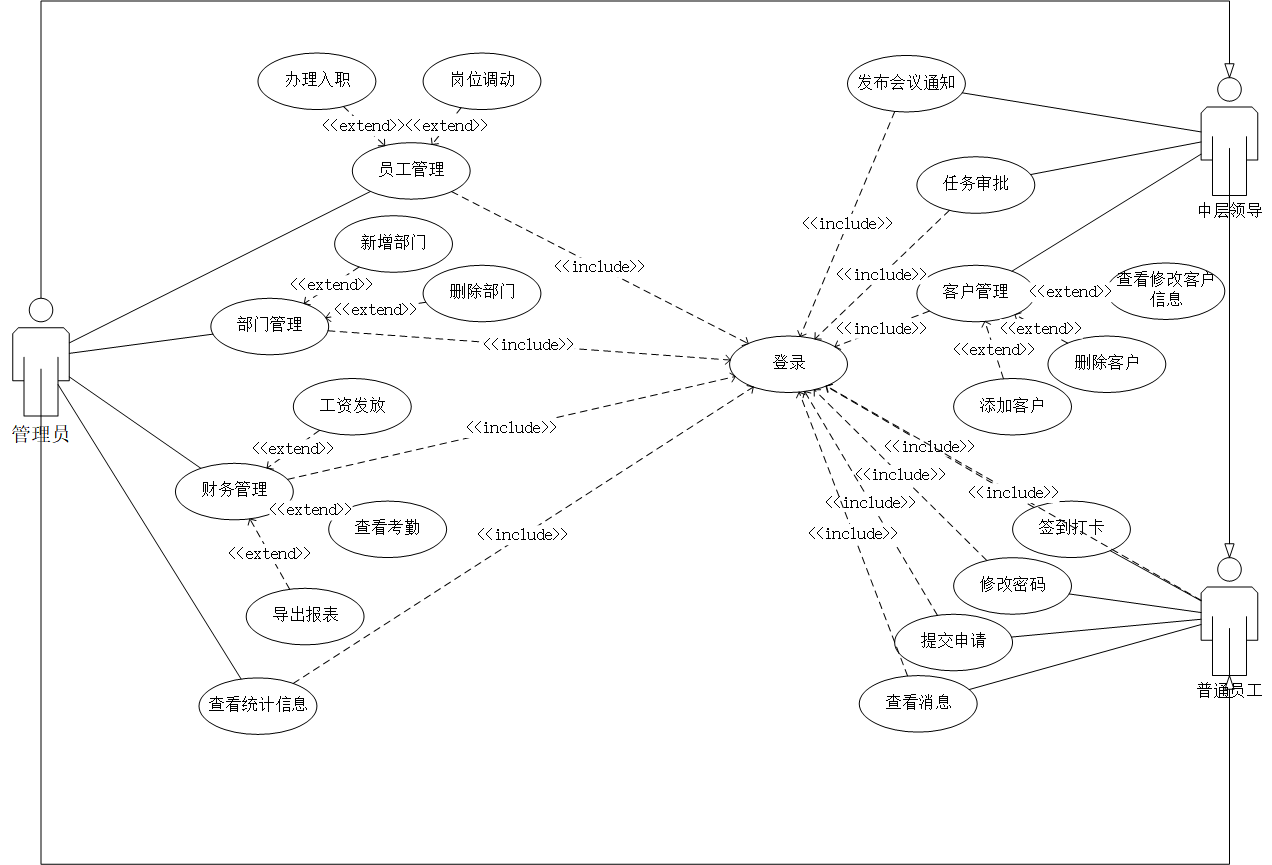 办理入职
岗位调动
发布会议通知
<<extend>>
<<extend>>
员工管理
任务审批
中层领导
<<include>>
新增部门
<<include>>
<<include>>
<<extend>>
删除部门
客户管理
<<extend>>
查看修改客户
信息
<<extend>>
部门管理
<<include>>
<<extend>>
<<include>>
<<extend>>
登录
删除客户
工资发放
添加客户
管理员
<<include>>
<<extend>>
<<include>>
<<include>>
财务管理
<<include>>
<<extend>>
<<include>>
查看考勤
签到打卡
<<include>>
<<include>>
<<extend>>
修改密码
导出报表
提交申请
普通员工
查看统计信息
查看消息